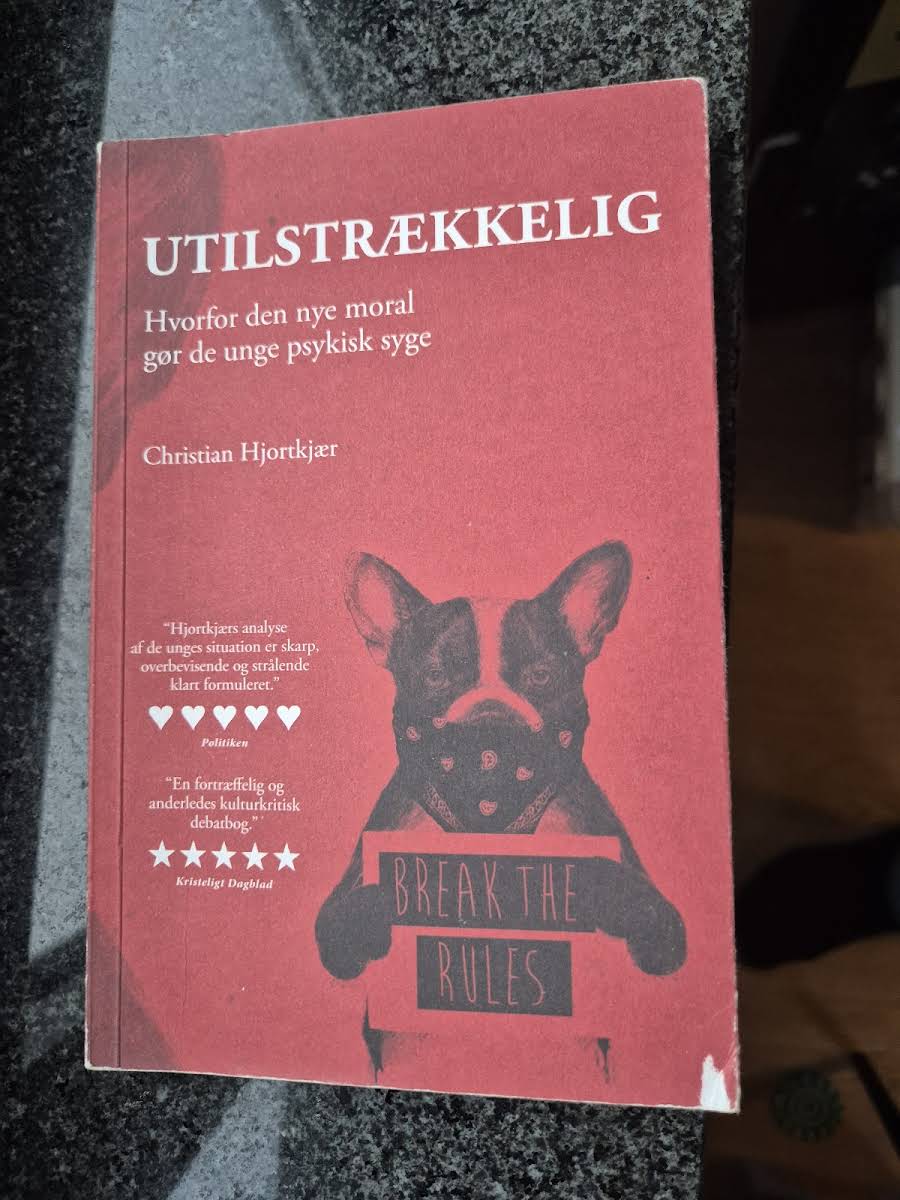 UTILSTRÆKKELIG
Hvorfor den nye moral
gør de unge psykisk syge
Christian Hjortkjær
“Hjortkjærs analyse
af de unges situation er skarp,
overbevisende og strålende
klart formuleret.”
Politiken
“En fortræffelig og
anderledes kulturkritisk
debatbog.”
Kristeligt Dagblad
BREAK THE
RULES